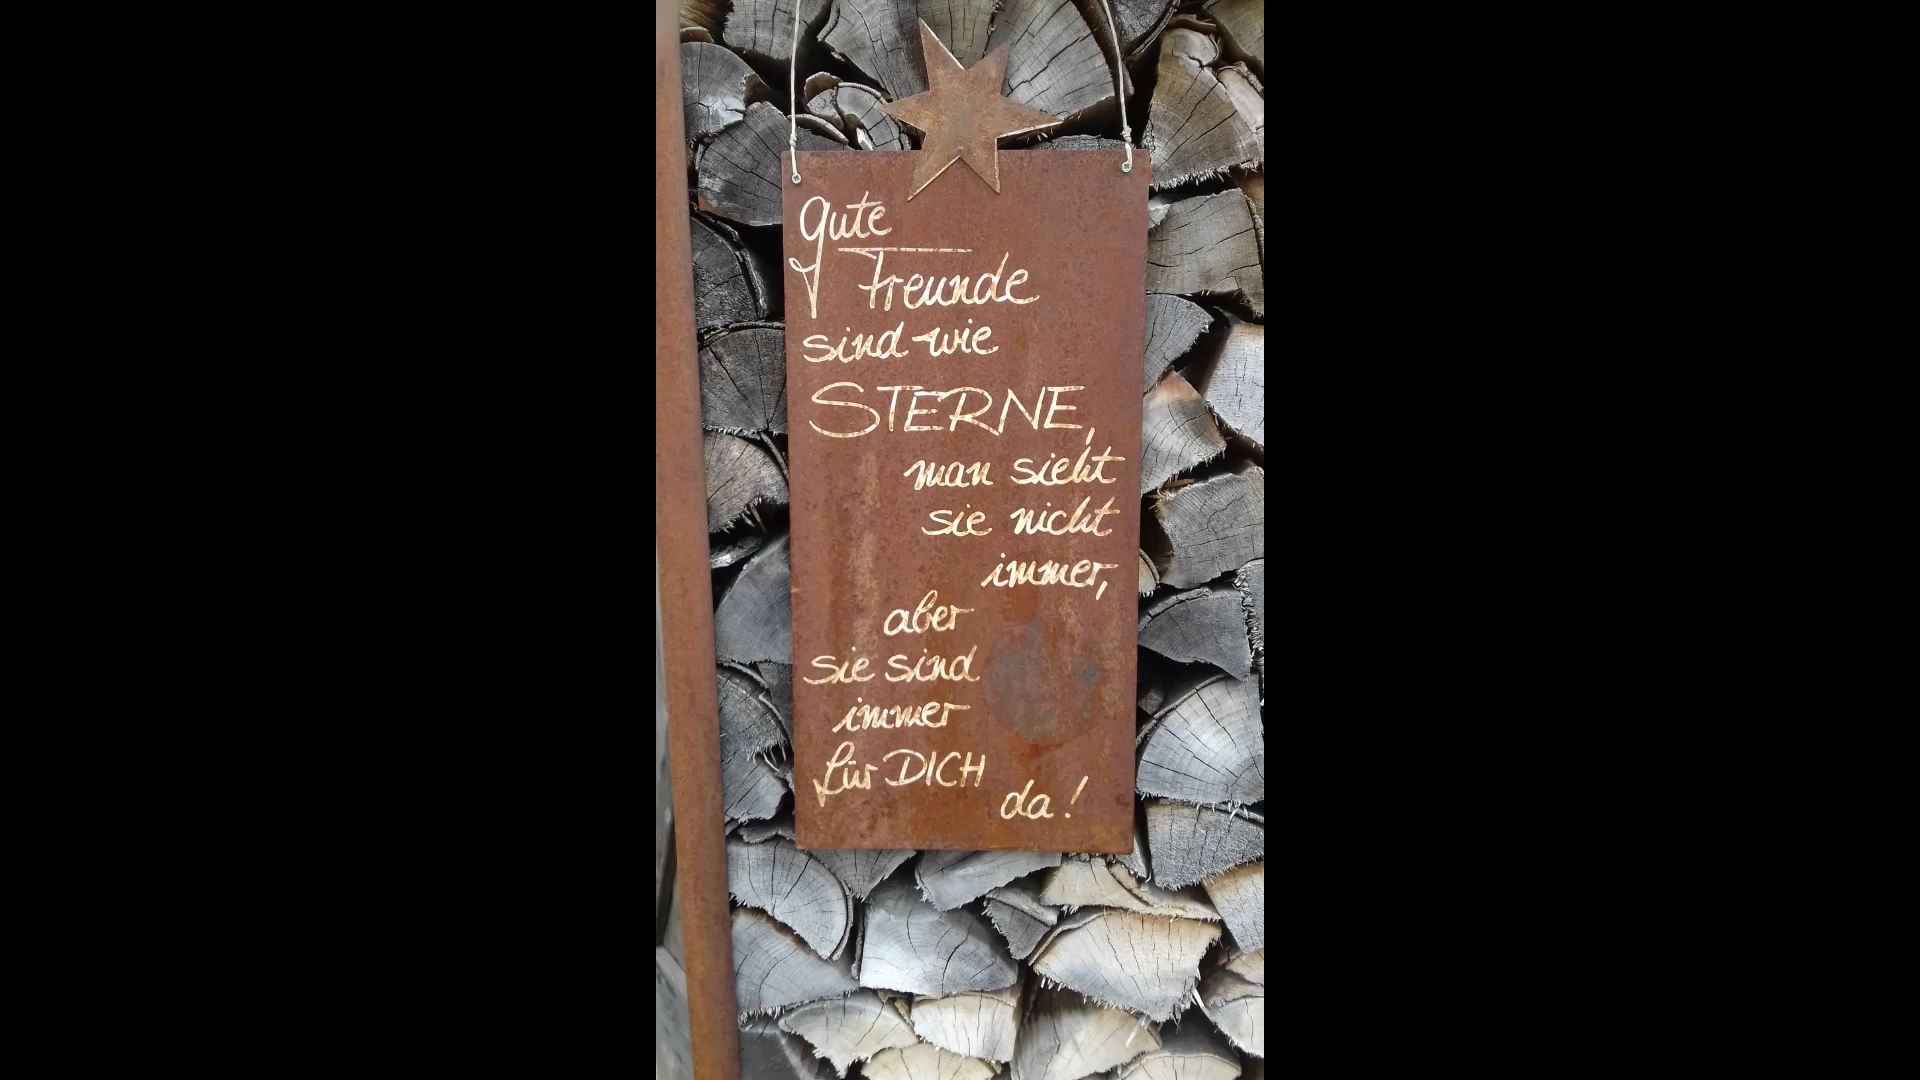 Gute
Freunde
sind wie
STERNE,
man sieht
sie nicht
immer,
aber
sie sind
immer
für DICH
da!